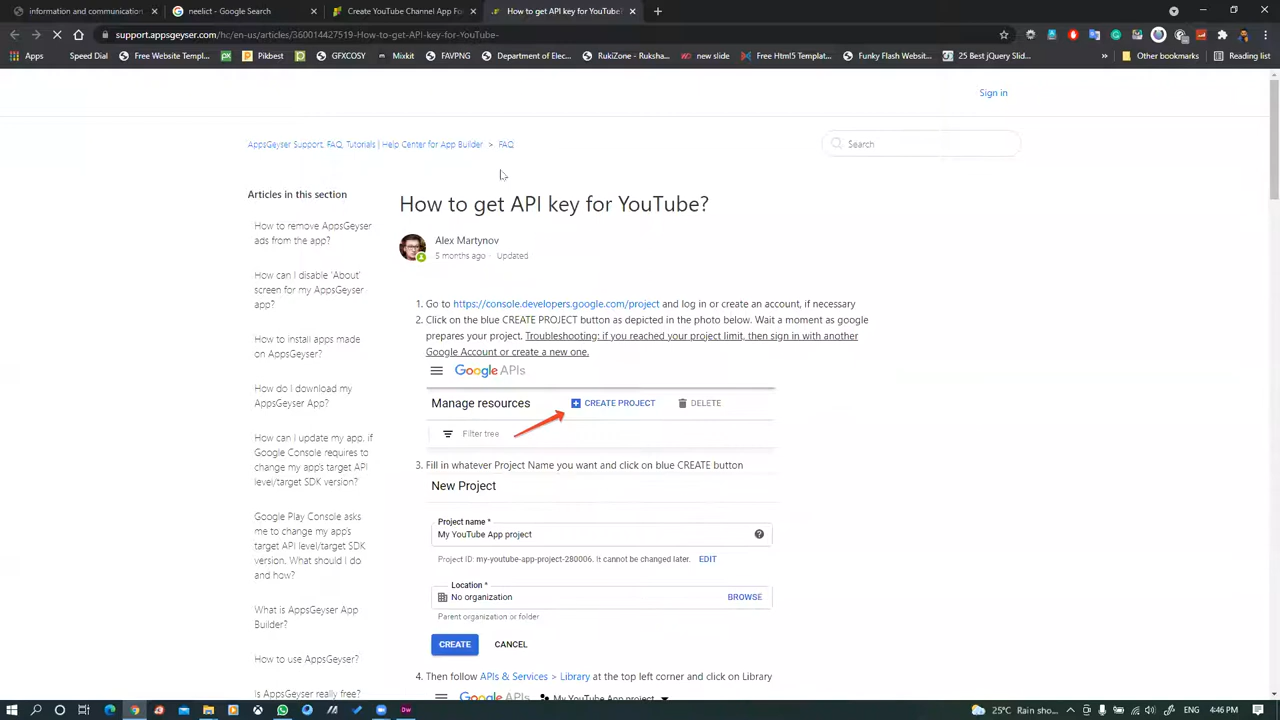 information and communication
neelict - Google Search
Create YouTube Channel App For
How to get API key for YouTube?
support.appsgeyser.com/hc/en-us/articles/360014427519-How-to-get-API-key-for-YouTube-
Apps
Speed Dial
Free Website Templ...
Pexels
Pikbest
GFXCOSY
Mixkit
FAVPNG
Department of Elec...
RukiZone - Ruksha...
new slide
Free Html5 Templat...
Funky Flash Websit...
25 Best jQuery Slid...
»
Other bookmarks
Reading list
Sign in
AppsGeyser Support, FAQ, Tutorials | Help Center for App Builder > FAQ
Search
Articles in this section
How to remove AppsGeyser
ads from the app?
How can I disable 'About'
screen for my AppsGeyser
app?
How to install apps made
on AppsGeyser?
How do I download my
AppsGeyser App?
How can I update my app, if
Google Console requires to
change my app's target API
level/target SDK version?
Google Play Console asks
me to change my app's
target API level/target SDK
version. What should I do
and how?
What is AppsGeyser App
Builder?
How to use AppsGeyser?
Is AppsGeyser really free?
How to get API key for YouTube?
Alex Martynov
5 months ago · Updated
1. Go to https://console.developers.google.com/project and log in or create an account, if necessary
2. Click on the blue CREATE PROJECT button as depicted in the photo below. Wait a moment as google
prepares your project. Troubleshooting: if you reached your project limit, then sign in with another
Google Account or create a new one.
Google APIs
Manage resources
CREATE PROJECT
DELETE
Filter tree
3. Fill in whatever Project Name you want and click on blue CREATE button
New Project
Project name *
My YouTube App project
Project ID: my-youtube-app-project-280006. It cannot be changed later. EDIT
Location *
No organization
BROWSE
Parent organization or folder
CREATE
CANCEL
4. Then follow APIs & Services > Library at the top left corner and click on Library
Google APIs
My YouTube App project
25°C Rain sho...
ENG
4:46 PM